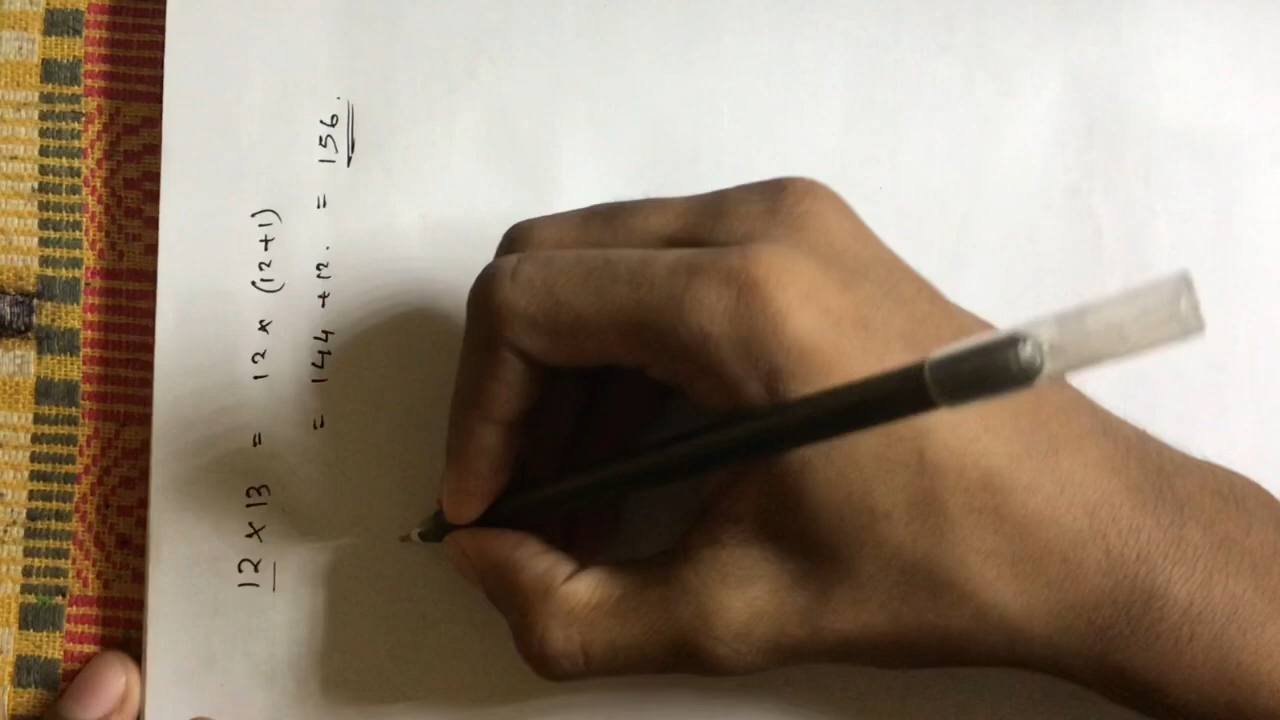 12 × 13 = 12 × (12+1)
= 144 + 12. = 156.